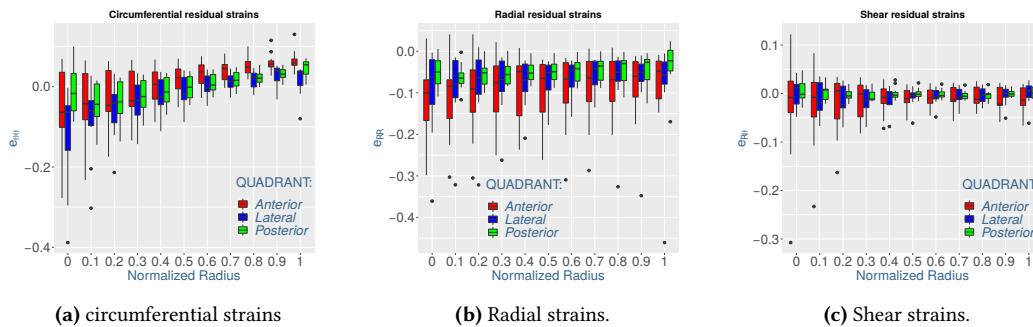 Circumferential residual strains
eΘΘ
0.0
−0.2
−0.4
QUADRANT:
Anterior
Lateral
Posterior
0 0.1 0.2 0.3 0.4 0.5 0.6 0.7 0.8 0.9 1
Normalized Radius
(a) circumferential strains
Radial residual strains
eRR
0.0
−0.1
−0.2
−0.3
−0.4
QUADRANT:
Anterior
Lateral
Posterior
0 0.1 0.2 0.3 0.4 0.5 0.6 0.7 0.8 0.9 1
Normalized Radius
(b) Radial strains.
Shear residual strains
0.1
0.0
−0.1
−0.2
−0.3
QUADRANT
Anterior
Lateral
Posterior
0 0.1 0.2 0.3 0.4 0.5 0.6 0.7 0.8 0.9 1
Normalized Radius
(c) Shear strains.